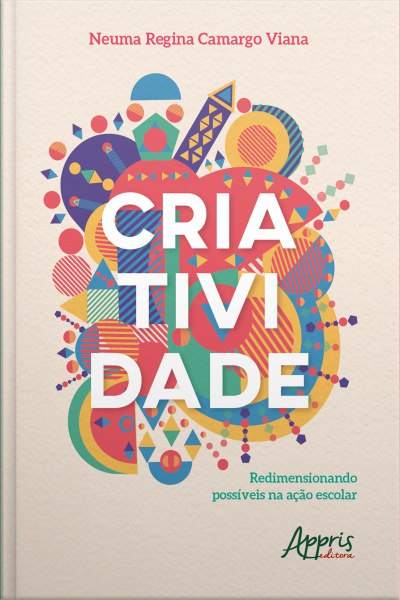 Neuma Regina Camargo Viana
CRIA
TIVI
DADE
Redimensionando
possíveis na ação escolar
Appris
editora